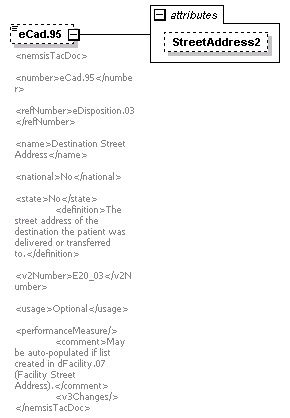 eCad.95
attributes
StreetAddress2
<nemsisTacDoc>
<number>eCad.95</numbe
r>
<refNumber>eDisposition.03
</refNumber>
<name>Destination Street
Address</name>
<national>No</national>
<state>No</state>
<definition>The
street address of the
destination the patient was
delivered or transferred
to.</definition>
<v2Number>E20_03</v2N
umber>
<usage>Optional</usage>
<performanceMeasure/>
<comment>May
be auto-populated if list
created in dFacility.07
(Facility Street
Address).</comment>
<v3Changes/>
</nemsisTacDoc>